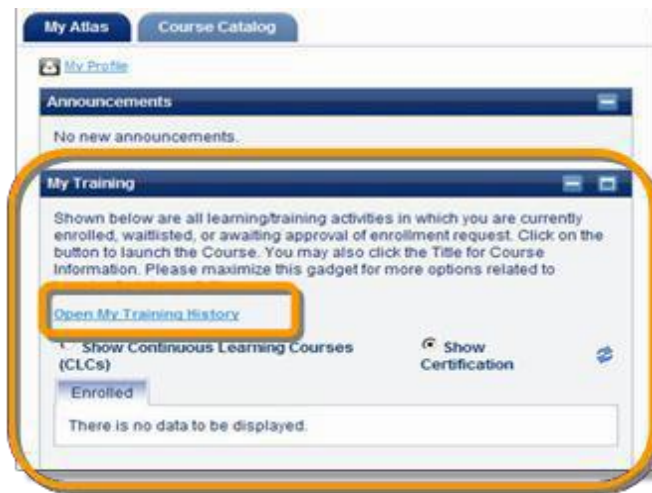 My Atlas
Course Catalog
My Profile
Announcements
No new announcements.
My Training
Shown below are all learning/training activities in which you are currently
enrolled, waitlisted, or awaiting approval of enrollment request. Click on the
button to launch the Course. You may also click the Title for Course
Information. Please maximize this gadget for more options related to
Open My Training History
Show Continuous Learning Courses
(CLCs)
Show
Certification
Enrolled
There is no data to be displayed.